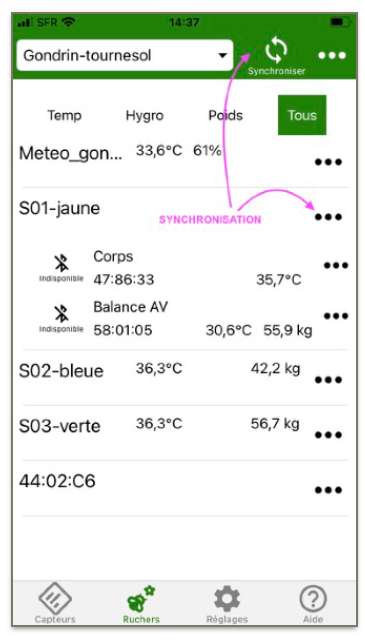 SFR 14:37
Gondrin-tournesol
Synchroniser
Temp Hygro Poids Tous
Meteo_gon... 33,6°C 61%
S01-jaune
SYNCHRONISATION
Corps
Indisponible 47:86:33 35,7°C
Balance AV
Indisponible 58:01:05 30,6°C 55,9 kg
S02-bleue 36,3°C 42,2 kg
S03-verte 36,3°C 56,7 kg
44:02:C6
Capteurs Ruchers Réglages Aide